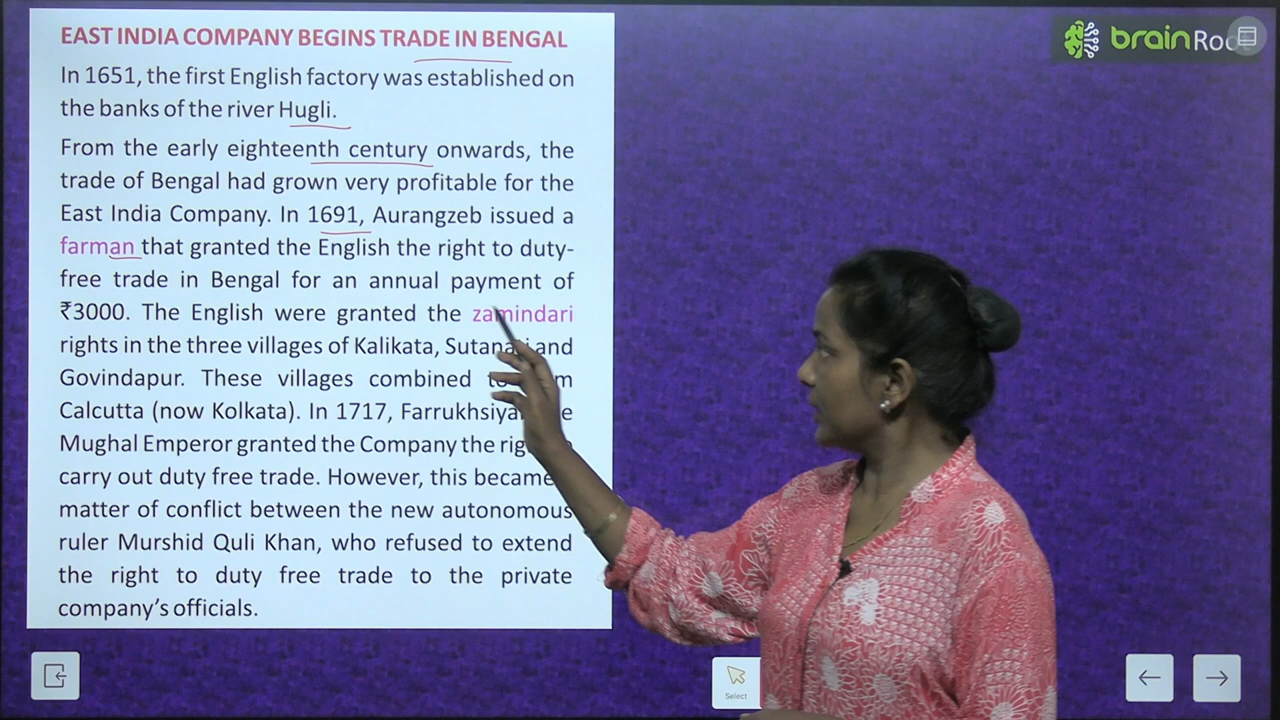 EAST INDIA COMPANY BEGINS TRADE IN BENGAL
In 1651, the first English factory was established on
the banks of the river Hugli.
From the early eighteenth century onwards, the
trade of Bengal had grown very profitable for the
East India Company. In 1691, Aurangzeb issued a
farman that granted the English the right to duty-
free trade in Bengal for an annual payment of
₹3000. The English were granted the zamindari
rights in the three villages of Kalikata, and
Govindapur. These villages combined
Calcutta (now Kolkata). In 1717,
Mughal Emperor granted the Company the
carry out duty free trade. However, this became
matter of conflict between the new autonomous
ruler Murshid Quli Khan, who refused to extend
the right to duty free trade to the private
company's officials.
brain
Select